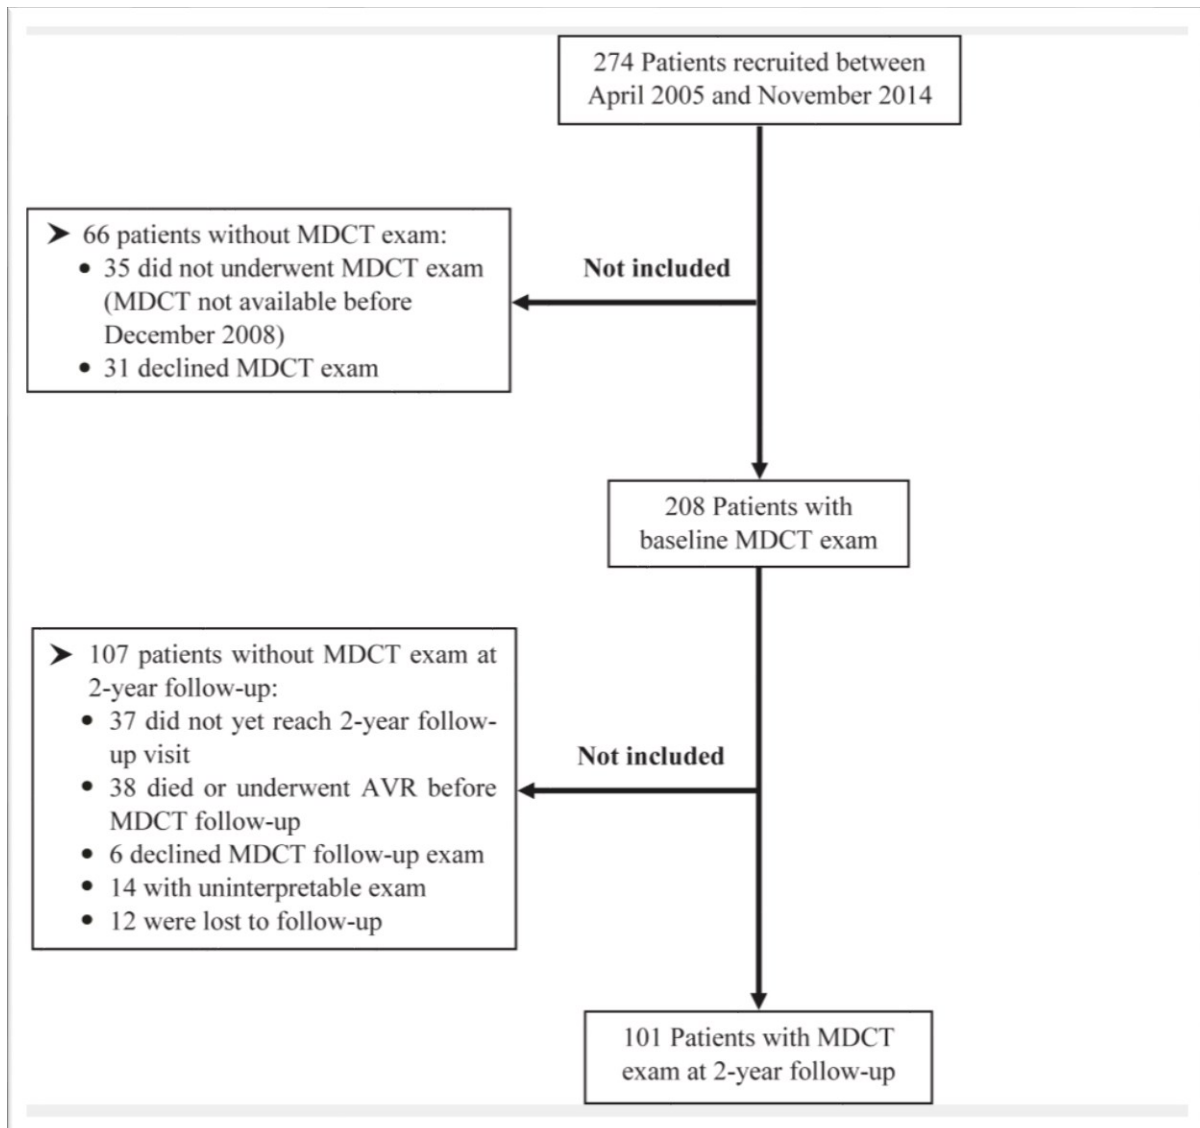 274 Patients recruited between
April 2005 and November 2014
➤ 66 patients without MDCT exam:
• 35 did not underwent MDCT exam
(MDCT not available before
December 2008)
• 31 declined MDCT exam
Not included
208 Patients with
baseline MDCT exam
➤ 107 patients without MDCT exam at
2-year follow-up:
• 37 did not yet reach 2-year follow-
up visit
• 38 died or underwent AVR before
MDCT follow-up
• 6 declined MDCT follow-up exam
• 14 with uninterpretable exam
• 12 were lost to follow-up
Not included
101 Patients with MDCT
exam at 2-year follow-up